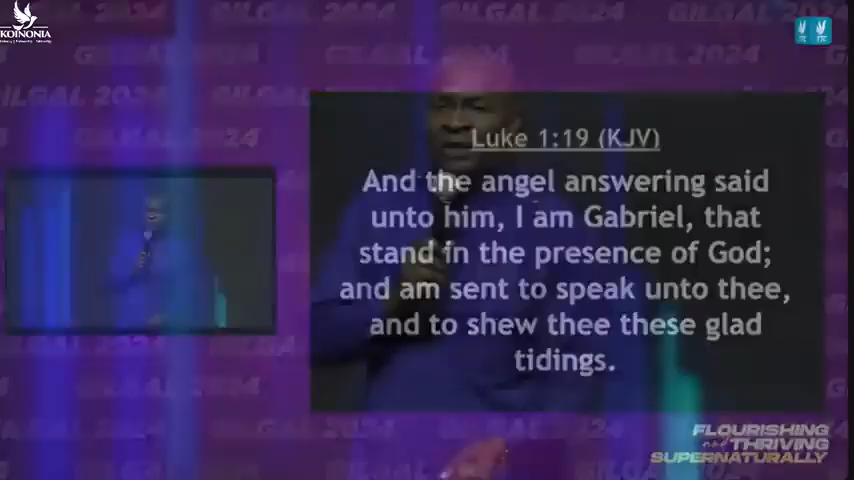 KOINONIA
GILGAL 2024
Luke 1:19 (KJV)
And the angel answering said
unto him, I am Gabriel, that
stand in the presence of God;
and am sent to speak unto thee,
and to shew thee these glad
tidings.
FLOURISHING
and THRIVING
SUPERNATURALLY